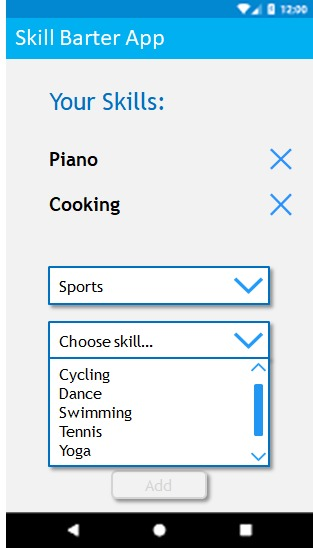 12:00
Skill Barter App
Your Skills:
Piano
Cooking
Sports
Choose skill...
Cycling
Dance
Swimming
Tennis
Yoga
Add